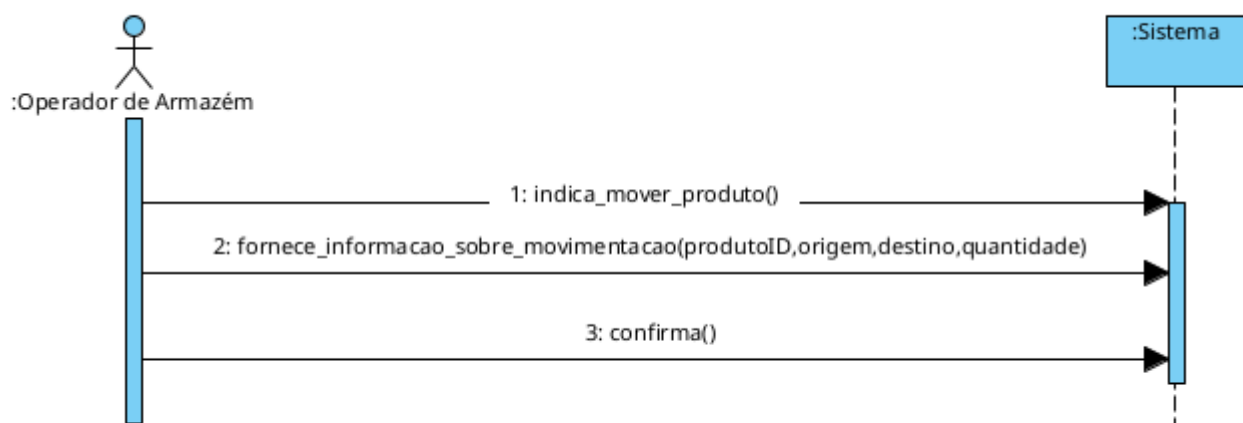 :Sistema
:Operador de Armazém
1: indica_mover_produto()
2: fornece_informacao_sobre_movimentacao(produtoID,origem,destino,quantidade)
3: confirma()